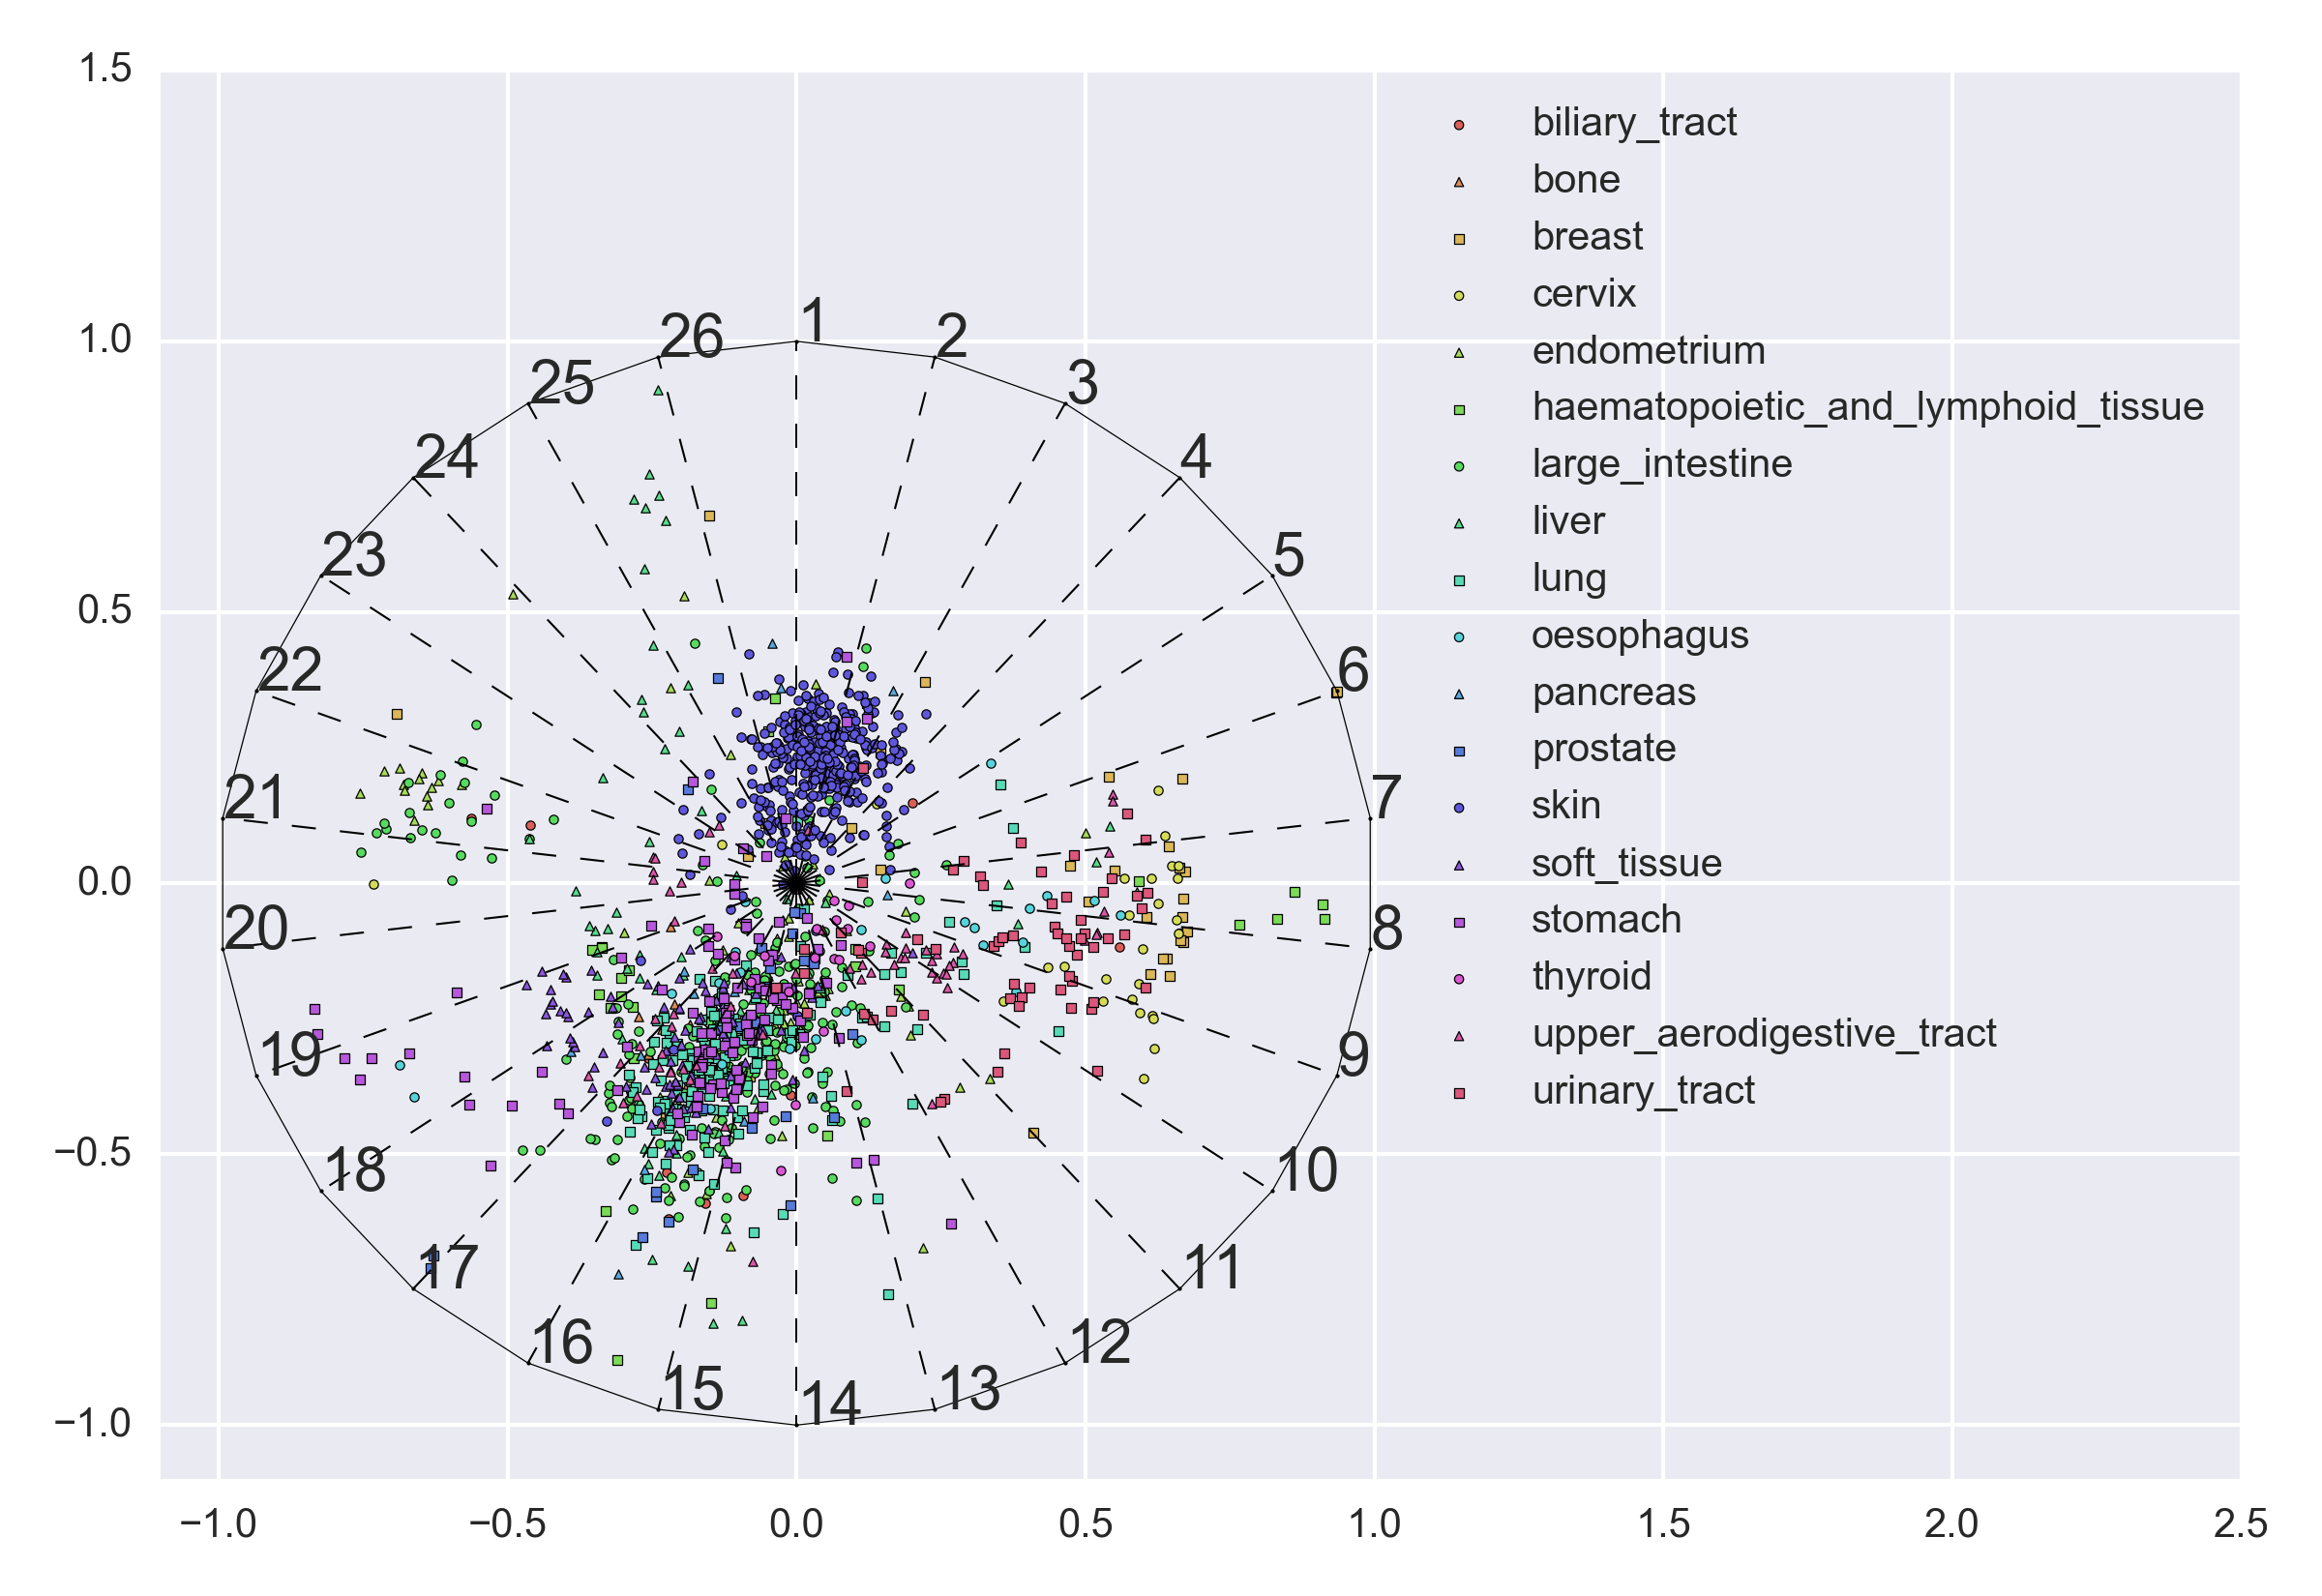 1.5
1.0
0.5
0.0
−0.5
−1.0
−1.0
−0.5
0.0
0.5
1.0
1.5
2.0
2.5
1
2
3
4
5
6
7
8
9
10
11
12
13
14
15
16
17
18
19
20
21
22
23
24
25
26
biliary_tract
bone
breast
cervix
endometrium
haematopoietic_and_lymphoid_tissue
large_intestine
liver
lung
oesophagus
pancreas
prostate
skin
soft_tissue
stomach
thyroid
upper_aerodigestive_tract
urinary_tract